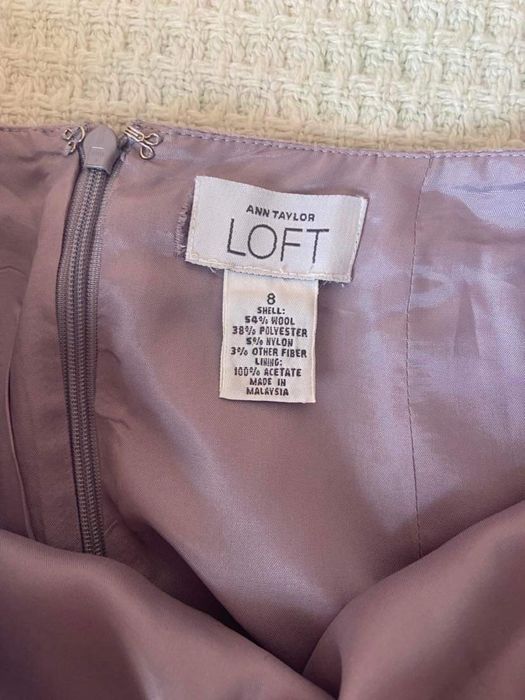 ANN TAYLOR
LOFT
8
SHELL:
54% WOOL
38% POLYESTER
5% NYLON
3% OTHER FIBER
LINING:
100% ACETATE
MADE IN
MALAYSIA